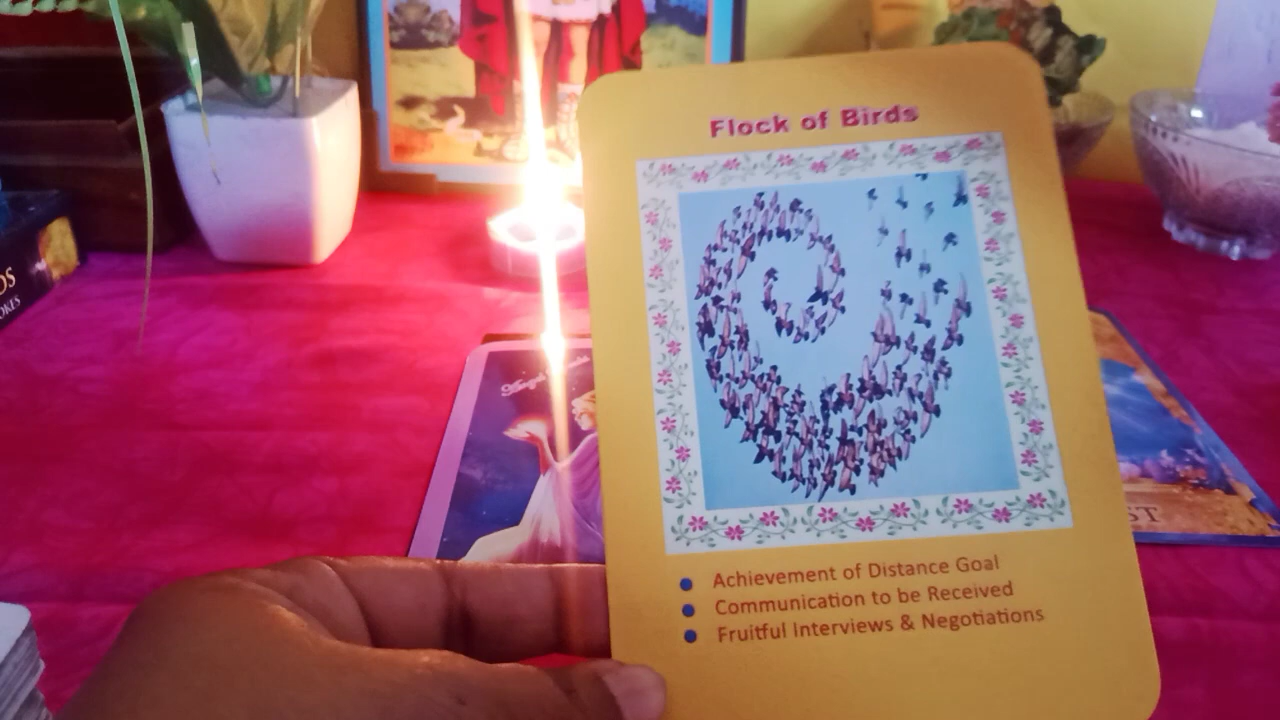 Flock of Birds
Achievement of Distance Goal
Communication to be Received
Fruitful Interviews & Negotiations